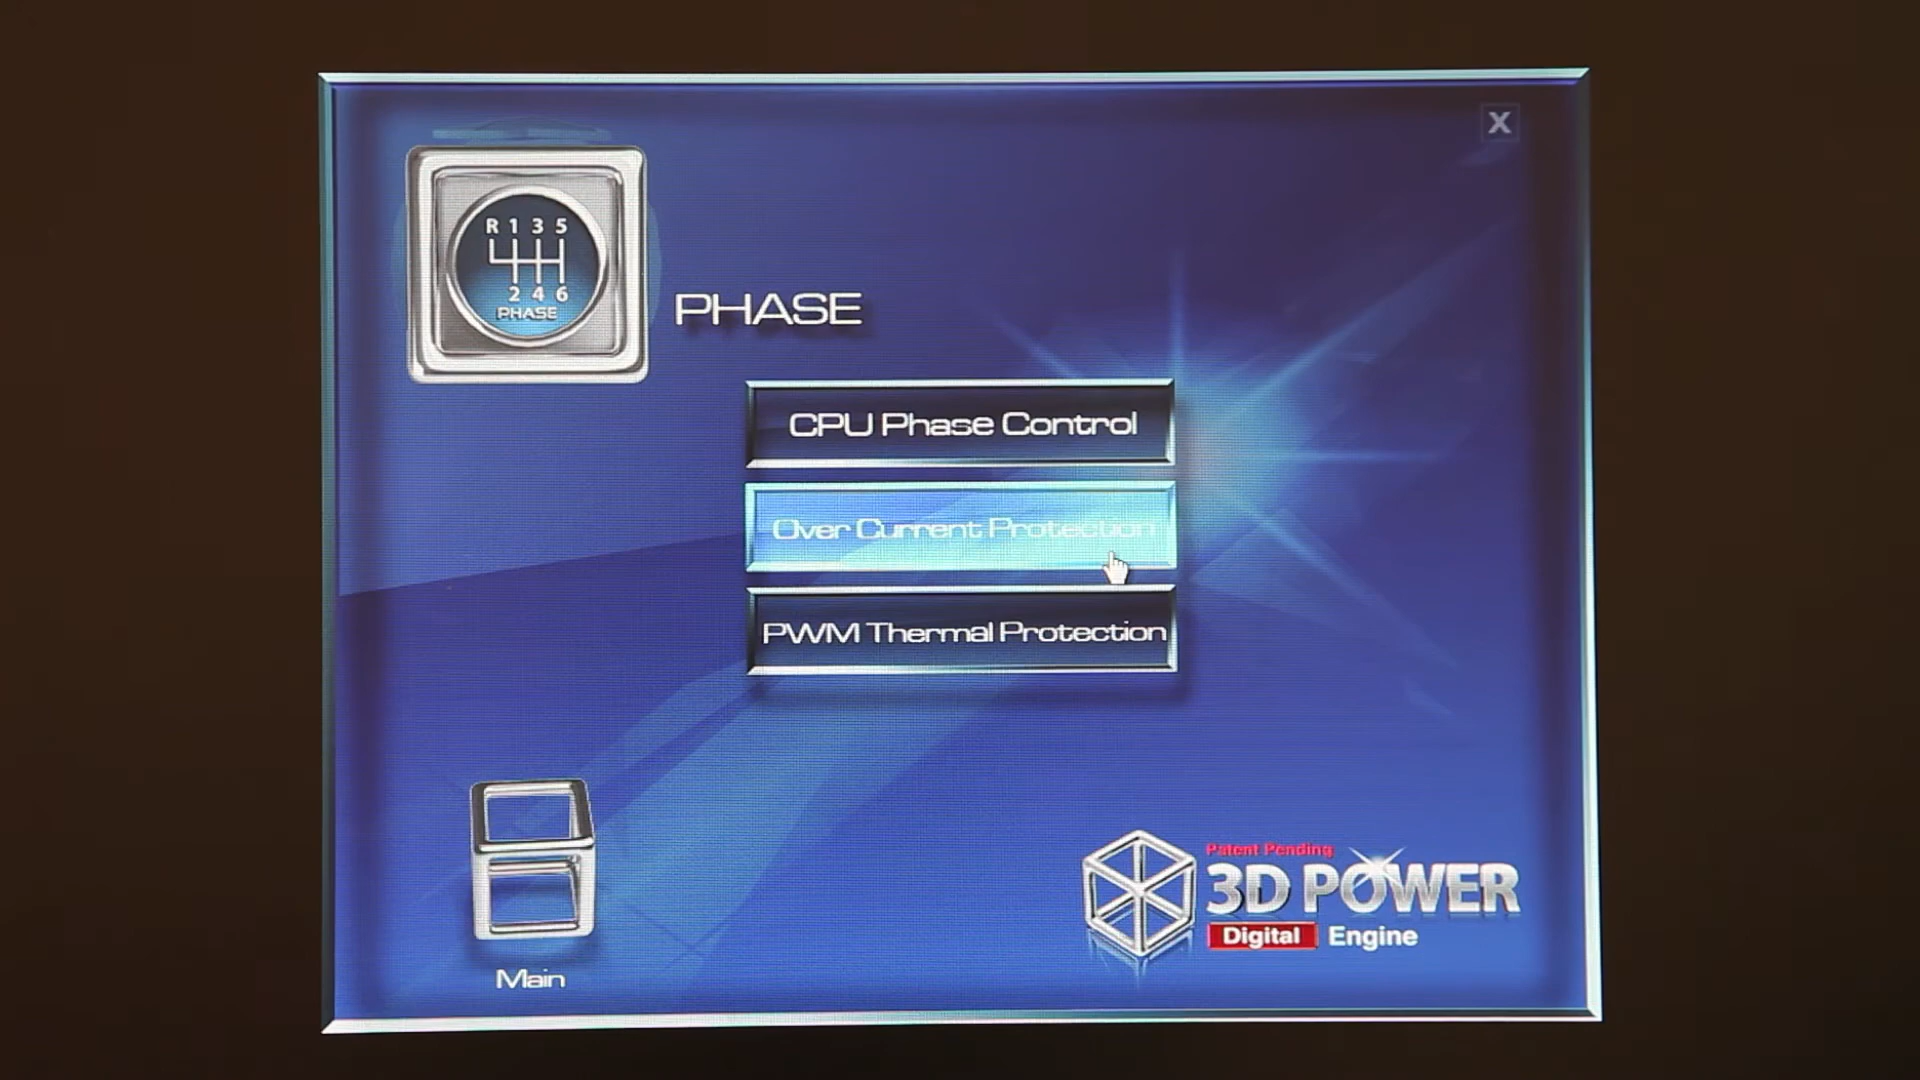 X
R 1 3 5
2 4 6
PHASE
PHASE
CPU Phase Control
Over Current Protection
PWM Thermal Protection
Main
Patent Pending
3D POWER
Digital Engine